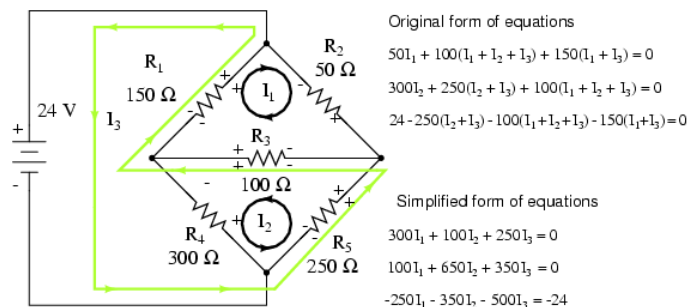 R₁
150 Ω
R₂
50 Ω
24 V
+
-
I₃
+
-
+
-
I₁
+
-
R₃
+
+
-
-
100 Ω
-
+
I₂
+
+
-
-
R₄
300 Ω
R₅
250 Ω
Original form of equations
50I₁ + 100(I₁ + I₂ + I₃) + 150(I₁ + I₃) = 0
300I₂ + 250(I₂ + I₃) + 100(I₁ + I₂ + I₃) = 0
24 -250(I₂+I₃) -100(I₁+I₂+I₃) -150(I₁+I₃)=0
Simplified form of equations
300I₁ + 100I₂ + 250I₃ = 0
100I₁ + 650I₂ + 350I₃ = 0
-250I₁ - 350I₂ - 500I₃ = -24